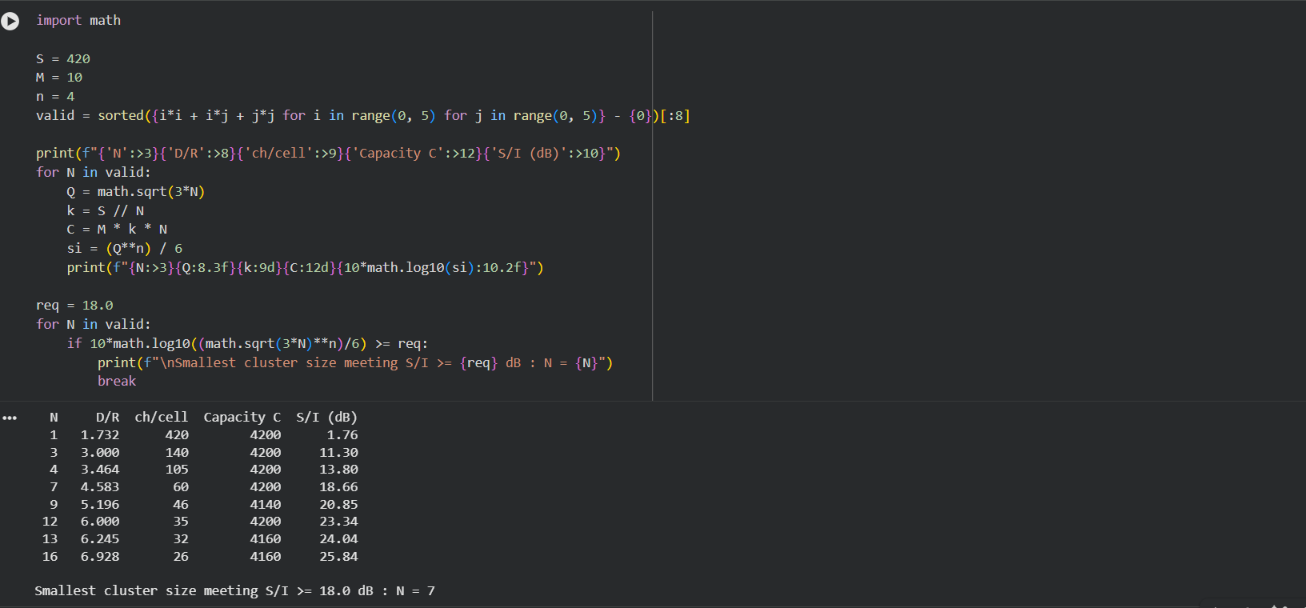 import math

S = 420
M = 10
n = 4
valid = sorted({i*i + i*j + j*j for i in range(0, 5) for j in range(0, 5)} - {0})[:8]

print(f"{'N':>3}{'D/R':>8}{'ch/cell':>9}{'Capacity C':>12}{'S/I (dB)':>10}")
for N in valid:
    Q = math.sqrt(3*N)
    k = S // N
    C = M * k * N
    si = (Q**n) / 6
    print(f"{N:>3}{Q:8.3f}{k:9d}{C:12d}{10*math.log10(si):10.2f}")

req = 18.0
for N in valid:
    if 10*math.log10((math.sqrt(3*N)**n)/6) >= req:
        print(f"\nSmallest cluster size meeting S/I >= {req} dB : N = {N}")
        break

  N     D/R  ch/cell  Capacity C  S/I (dB)
  1   1.732      420        4200      1.76
  3   3.000      140        4200     11.30
  4   3.464      105        4200     13.80
  7   4.583       60        4200     18.66
  9   5.196       46        4140     20.85
 12   6.000       35        4200     23.34
 13   6.245       32        4160     24.04
 16   6.928       26        4160     25.84

Smallest cluster size meeting S/I >= 18.0 dB : N = 7